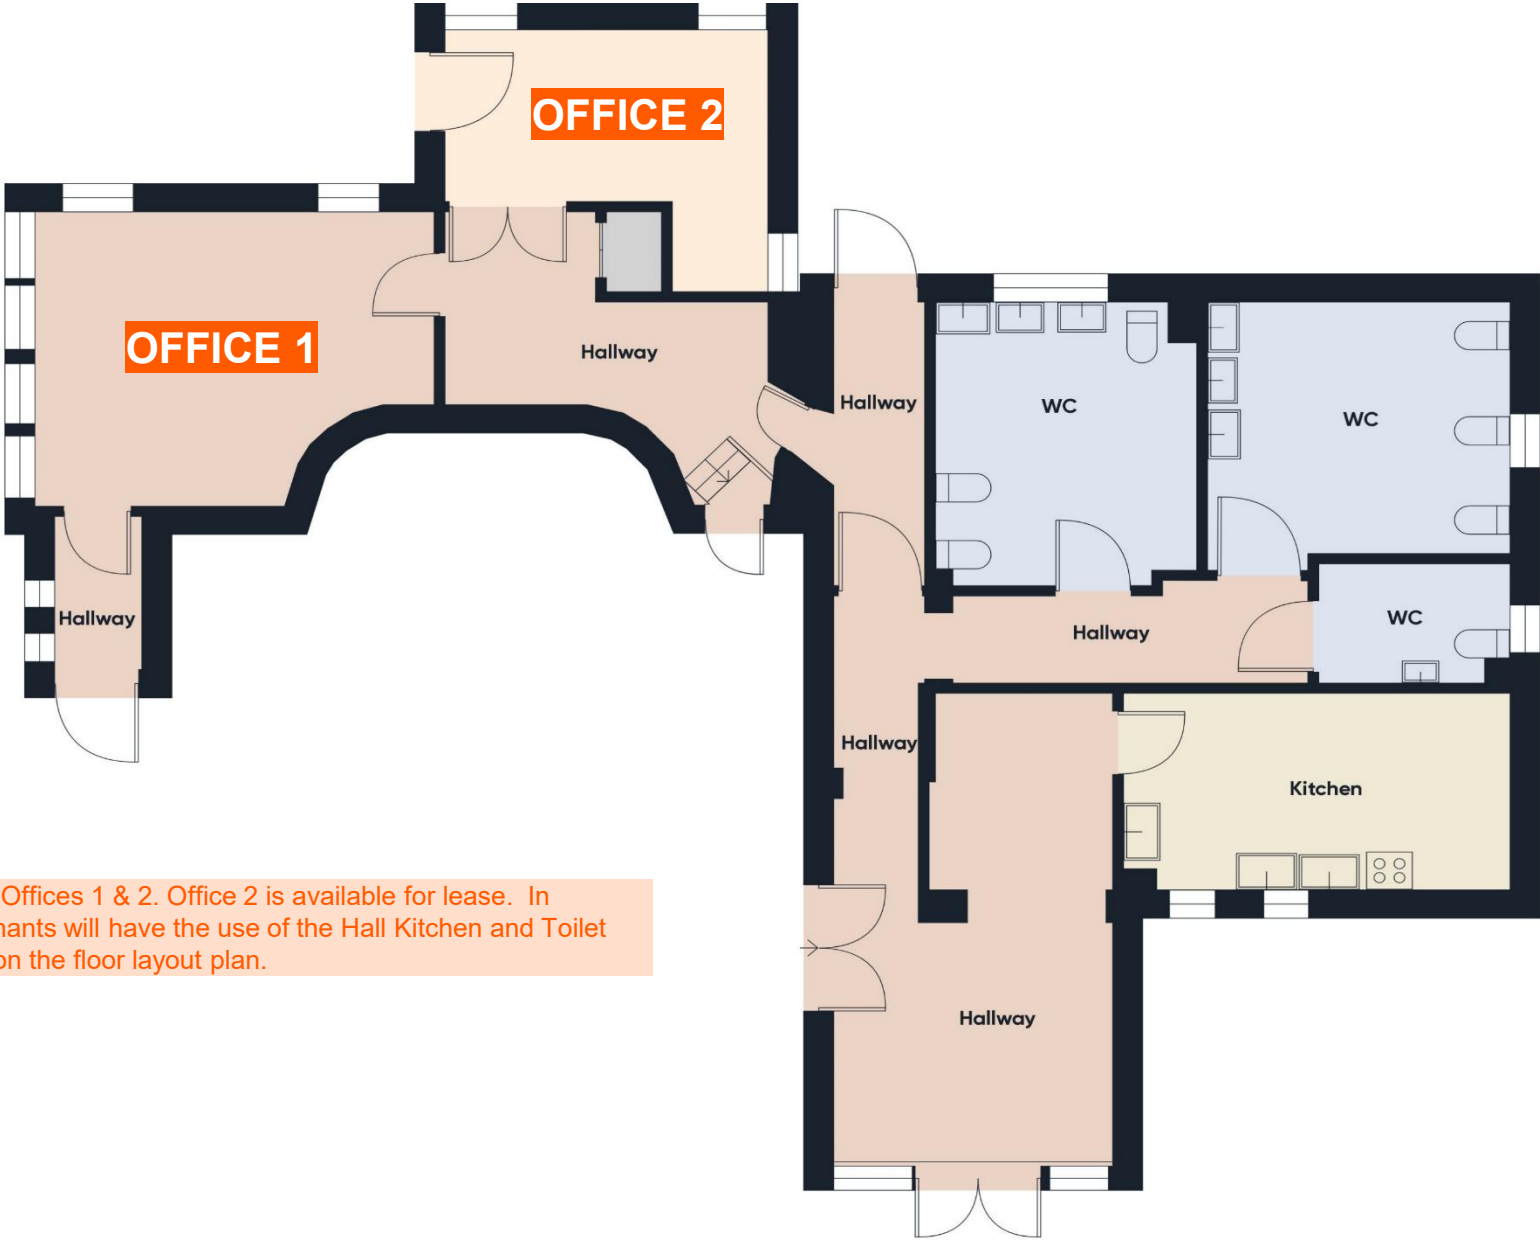 OFFICE 2
OFFICE 1
Hallway
Hallway
WC
WC
Hallway
Hallway
WC
Hallway
Kitchen
Offices 1 & 2. Office 2 is available for lease. In
nants will have the use of the Hall Kitchen and Toilet
on the floor layout plan.
Hallway